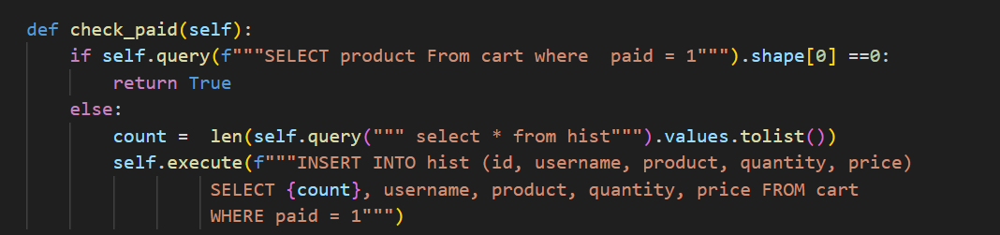 def check_paid(self):
    if self.query(f"""SELECT product From cart where  paid = 1""").shape[0] ==0:
        return True
    else:
        count =  len(self.query(""" select * from hist""").values.tolist())
        self.execute(f"""INSERT INTO hist (id, username, product, quantity, price)
                SELECT {count}, username, product, quantity, price FROM cart
                WHERE paid = 1""")